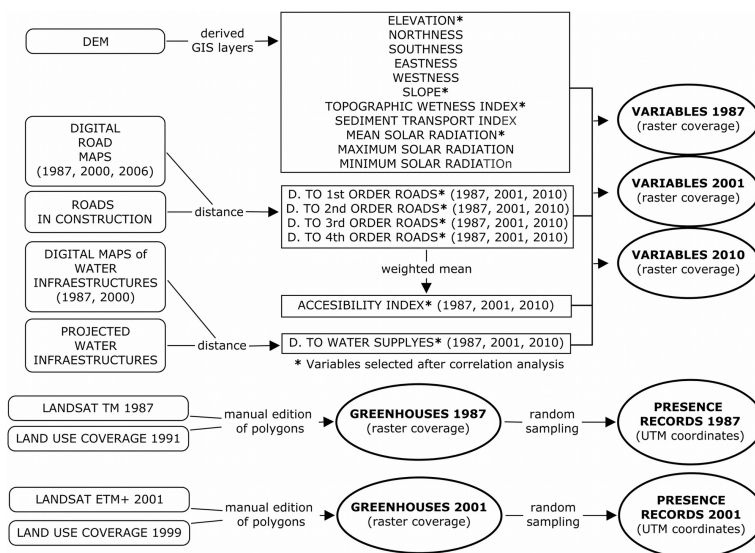 DEM
derived
GIS layers
ELEVATION*
NORTHNESS
SOUTHNESS
EASTNESS
WESTNESS
SLOPE*
TOPOGRAPHIC WETNESS INDEX*
SEDIMENT TRANSPORT INDEX
MEAN SOLAR RADIATION*
MAXIMUM SOLAR RADIATION
MINIMUM SOLAR RADIATIOn
DIGITAL
ROAD
MAPS
(1987, 2000, 2006)
ROADS
IN CONSTRUCTION
distance
D. TO 1st ORDER ROADS* (1987, 2001, 2010)
D. TO 2nd ORDER ROADS* (1987, 2001, 2010)
D. TO 3rd ORDER ROADS* (1987, 2001, 2010)
D. TO 4th ORDER ROADS* (1987, 2001, 2010)
weighted mean
ACCESIBILITY INDEX* (1987, 2001, 2010)
DIGITAL MAPS of
WATER
INFRAESTRUCTURES
(1987, 2000)
PROJECTED
WATER
INFRAESTRUCTURES
distance
D. TO WATER SUPPLYES* (1987, 2001, 2010)
* Variables selected after correlation analysis
VARIABLES 1987
(raster coverage)
VARIABLES 2001
(raster coverage)
VARIABLES 2010
(raster coverage)
LANDSAT TM 1987
LAND USE COVERAGE 1991
manual edition
of polygons
GREENHOUSES 1987
(raster coverage)
random
sampling
PRESENCE
RECORDS 1987
(UTM coordinates)
LANDSAT ETM+ 2001
LAND USE COVERAGE 1999
manual edition
of polygons
GREENHOUSES 2001
(raster coverage)
random
sampling
PRESENCE
RECORDS 2001
(UTM coordinates)